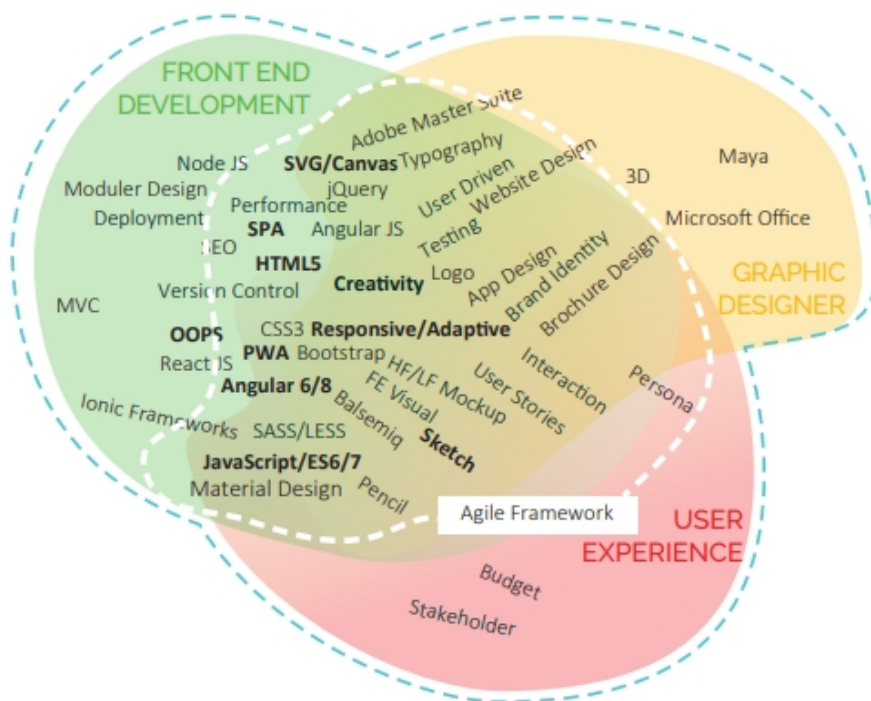 FRONT END
DEVELOPMENT
Adobe Master Suite
Node JS
SVG/Canvas
Typography
Moduler Design
jQuery
User Driven
Website Design
3D
Maya
Deployment
Performance
Microsoft Office
SPA
Angular JS
Testing
SEO
HTML5
Creativity
Logo
App Design
Brand Identity
Brochure Design
GRAPHIC
DESIGNER
MVC
Version Control
OOPS
CSS3
Responsive/Adaptive
React JS
PWA
Bootstrap
HF/LF Mockup
User Stories
Interaction
Persona
Angular 6/8
FE Visual
Balsemiq
Ionic Frameworks
SASS/LESS
Sketch
JavaScript/ES6/7
Material Design
Pencil
Agile Framework
USER
EXPERIENCE
Budget
Stakeholder